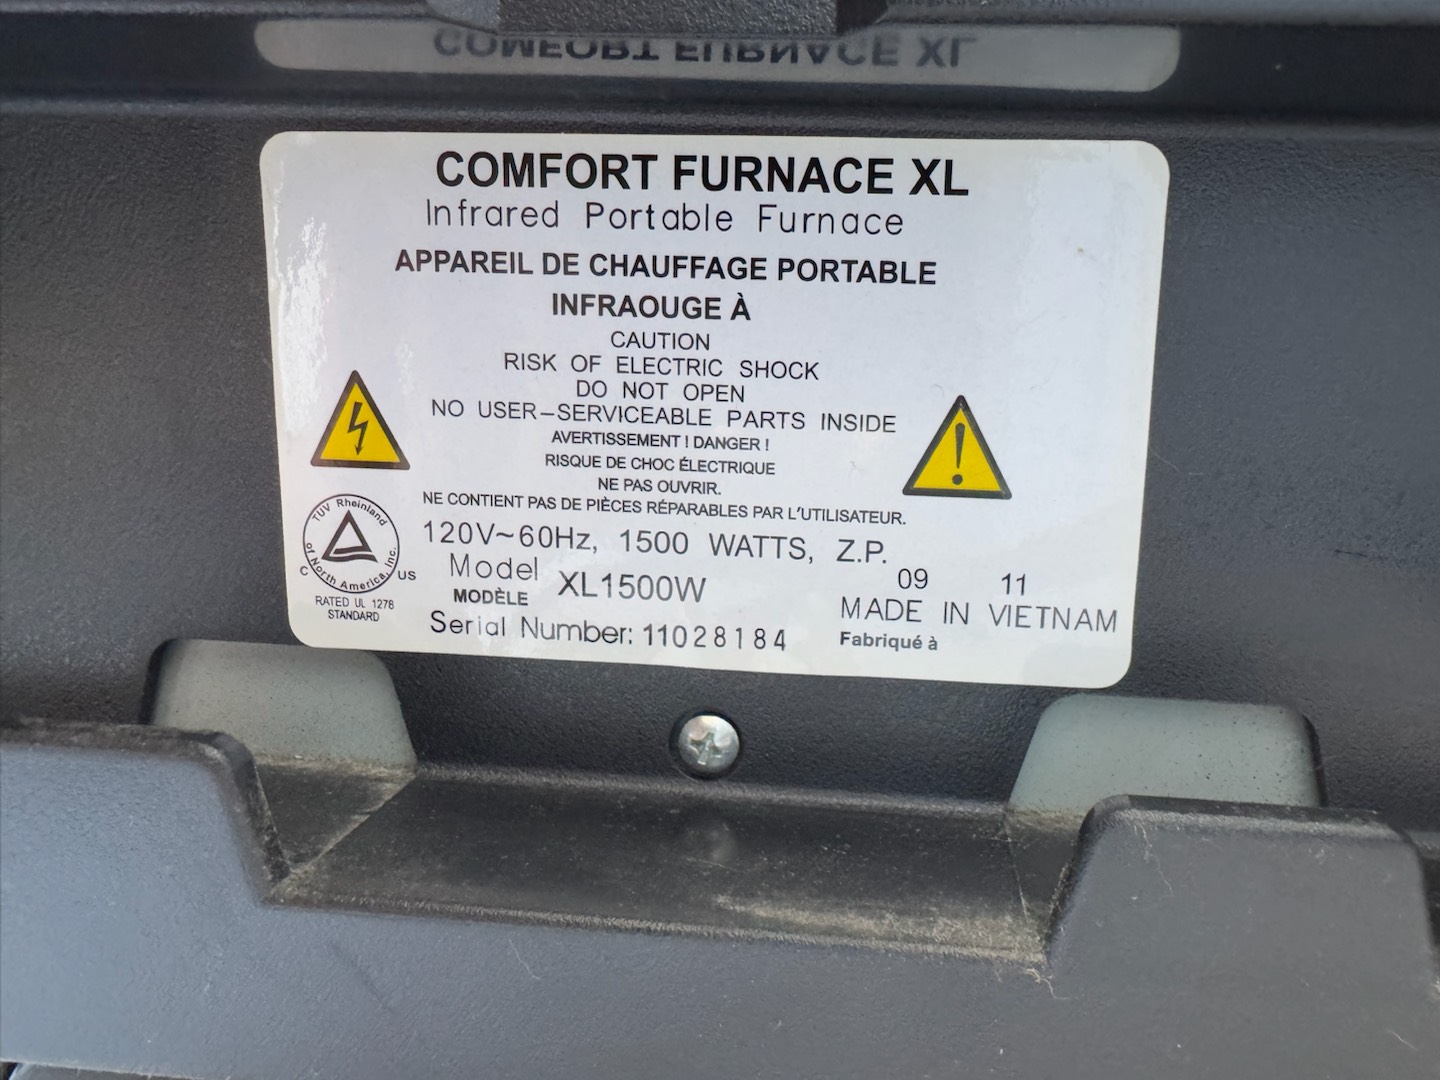 COMFORT FURNACE XL
COMFORT FURNACE XL
Infrared Portable Furnace
APPAREIL DE CHAUFFAGE PORTABLE
INFRAOUGE À
CAUTION
RISK OF ELECTRIC SHOCK
DO NOT OPEN
NO USER-SERVICEABLE PARTS INSIDE
AVERTISSEMENT ! DANGER !
RISQUE DE CHOC ÉLECTRIQUE
NE PAS OUVRIR.
NE CONTIENT PAS DE PIÈCES RÉPARABLES PAR L'UTILISATEUR.
TUV Rheinland
of North America, Inc.
C US
RATED UL 1278
STANDARD
120V~60Hz, 1500 WATTS, Z.P.
Model
MODÈLE XL1500W
09 11
MADE IN VIETNAM
Serial Number: 11028184
Fabriqué à